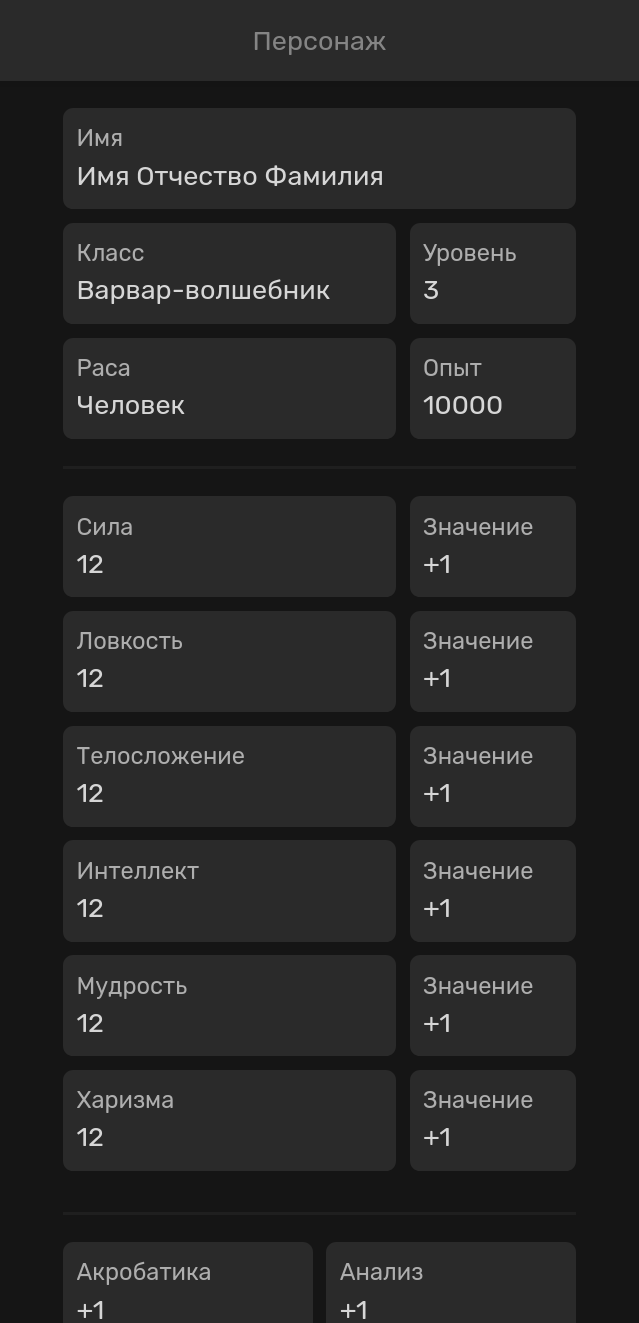 Персонаж
Имя
Имя Отчество Фамилия
Класс
Варвар-волшебник
Уровень
3
Раса
Человек
Опыт
10000
Сила
12
Значение
+1
Ловкость
12
Значение
+1
Телосложение
12
Значение
+1
Интеллект
12
Значение
+1
Мудрость
12
Значение
+1
Харизма
12
Значение
+1
Акробатика
+1
Анализ
+1